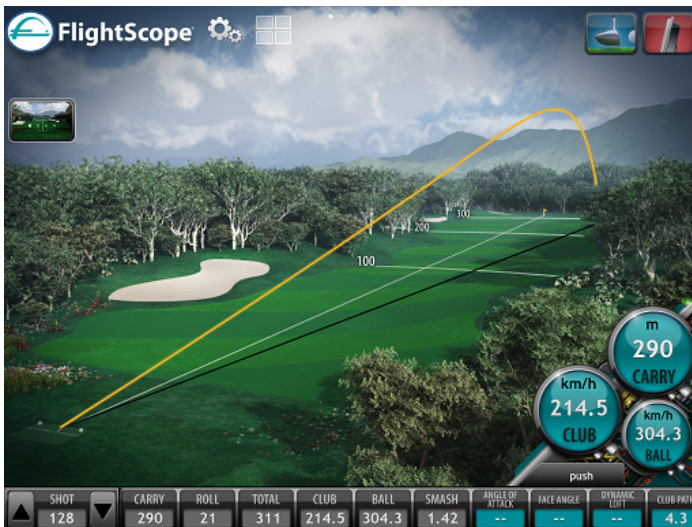 FlightScope
300
200
100
m
290
CARRY
km/h
214.5
CLUB
km/h
304.3
BALL
push
SHOT
128
CARRY
290
ROLL
21
TOTAL
311
CLUB
214.5
BALL
304.3
SMASH
1.42
ANGLE OF
ATTACK
--
FACE ANGLE
--
DYNAMIC
LOFT
--
CLUB PATH
4.3